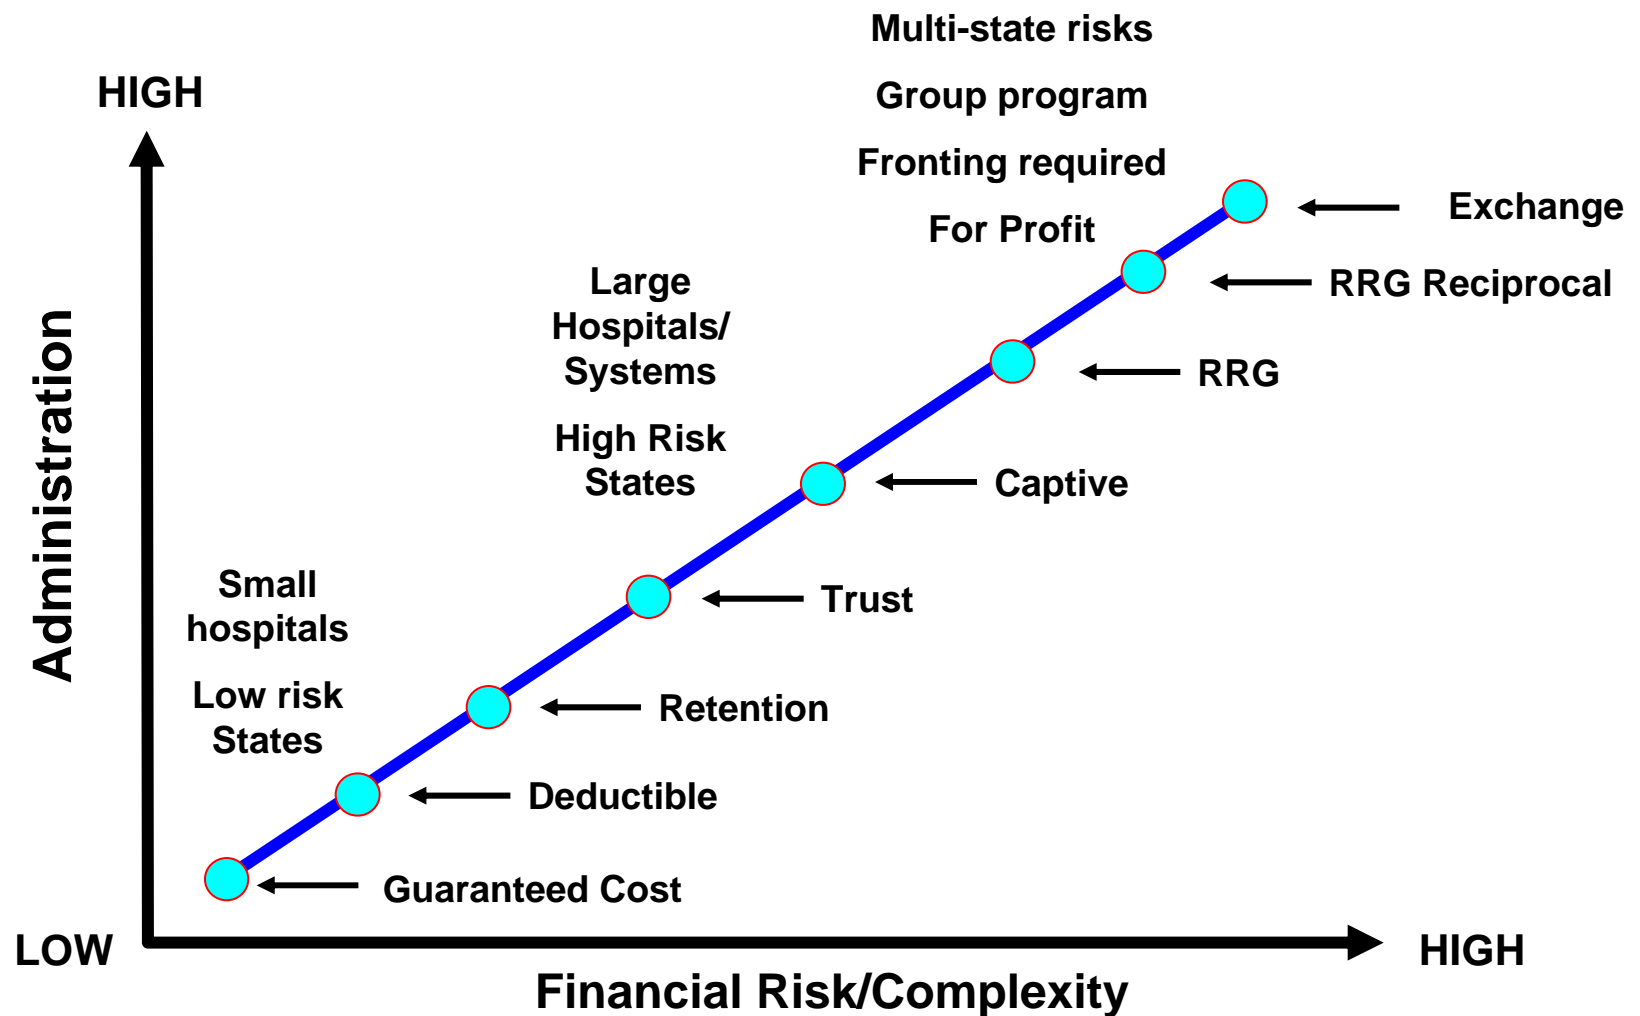 Multi-state risks
Group program
Fronting required
For Profit
HIGH
Exchange
RRG Reciprocal
Large
Hospitals/
Systems
High Risk
States
RRG
Captive
Administration
Small
hospitals
Low risk
States
Trust
Retention
Deductible
Guaranteed Cost
LOW
HIGH
Financial Risk/Complexity